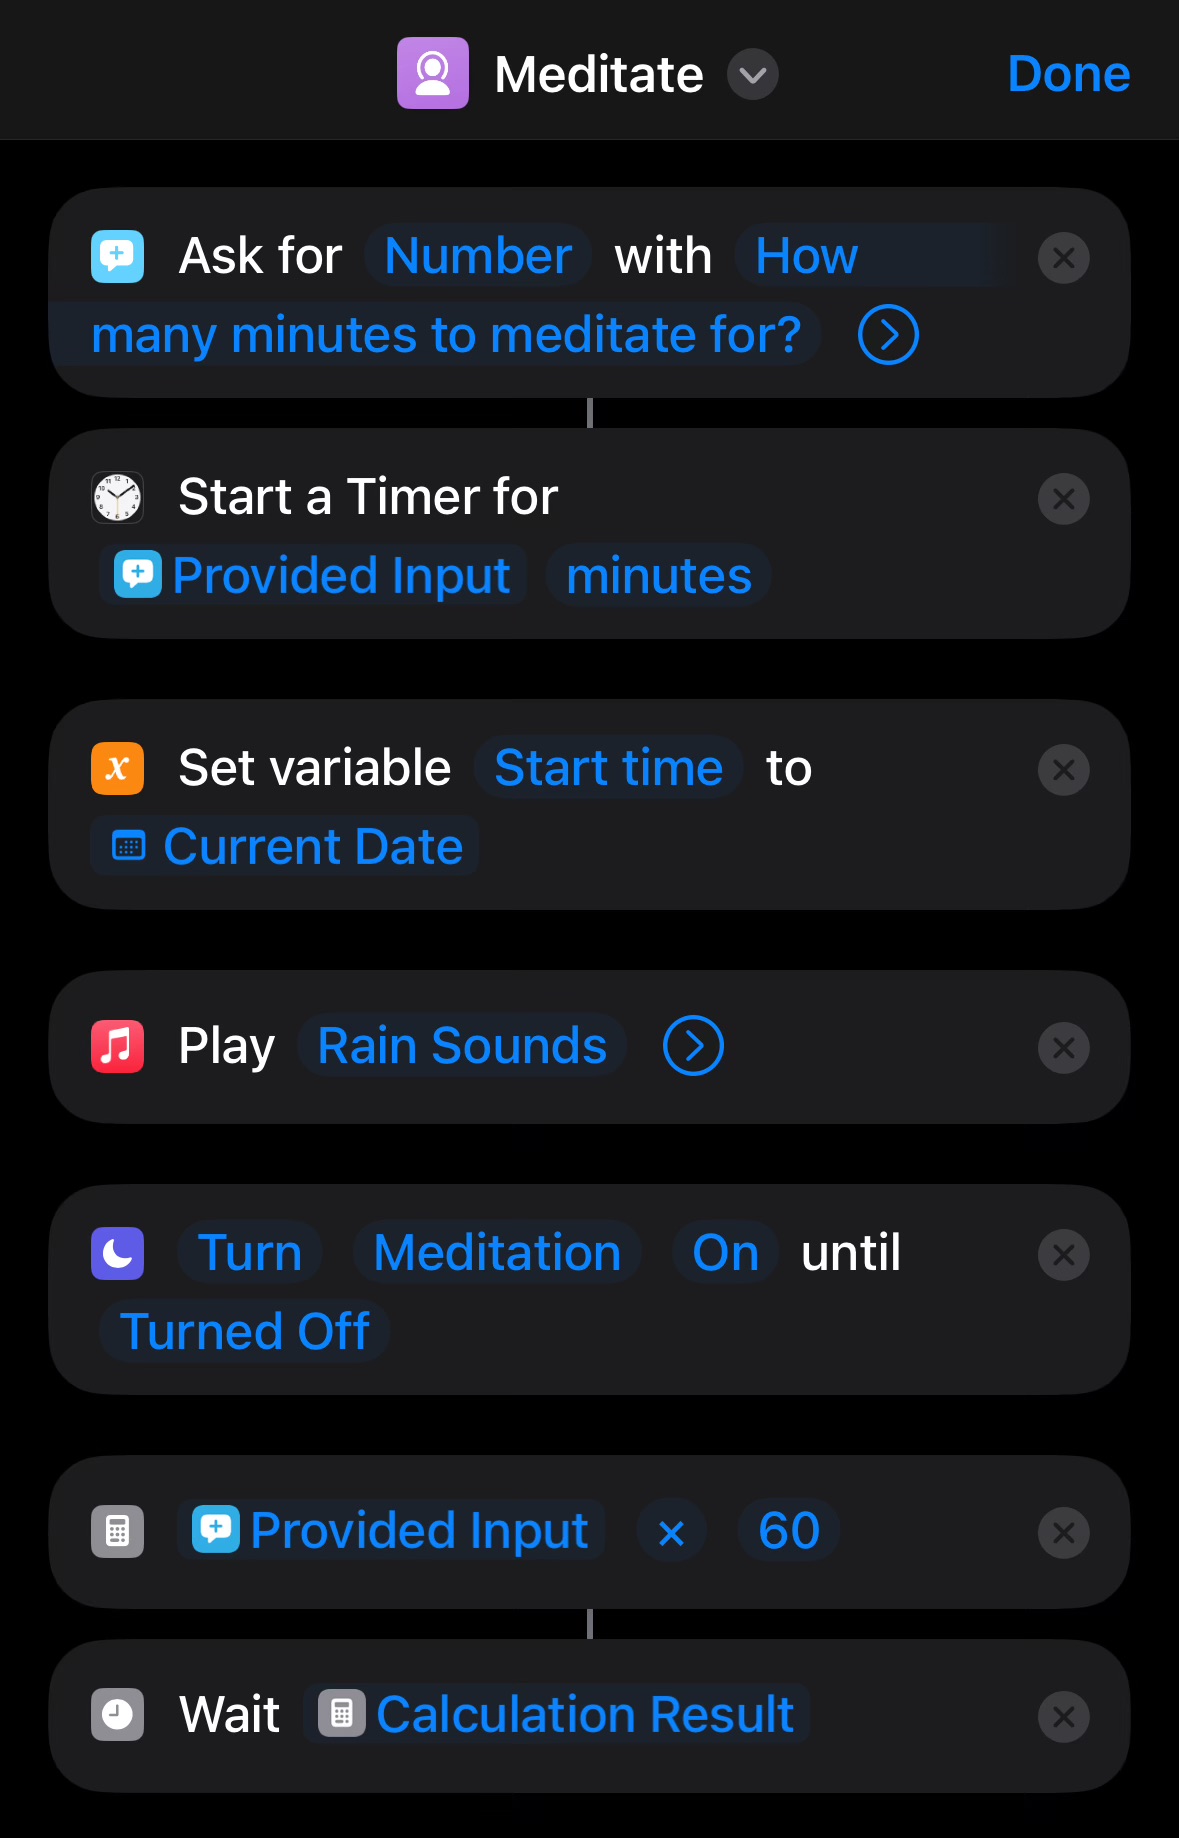 Meditate
Done
Ask for Number with How
many minutes to meditate for?
Start a Timer for
Provided Input minutes
Set variable Start time to
Current Date
Play Rain Sounds
Turn Meditation On until
Turned Off
Provided Input × 60
Wait Calculation Result